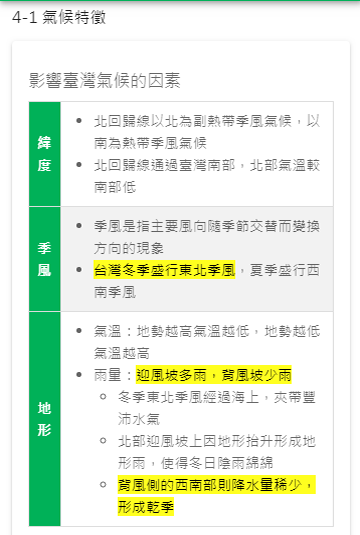 4-1 氣候特徵
影響臺灣氣候的因素
緯度
北回歸線以北為副熱帶季風氣候，以
南為熱帶季風氣候
北回歸線通過臺灣南部，北部氣溫較
南部低
季風
季風是指主要風向隨季節交替而變換
方向的現象
台灣冬季盛行東北季風，夏季盛行西
南季風
地形
氣溫：地勢越高氣溫越低，地勢越低
氣溫越高
雨量：迎風坡多雨，背風坡少雨
冬季東北季風經過海上，夾帶豐
沛水氣
北部迎風坡上因地形抬升形成地
形雨，使得冬日陰雨綿綿
背風側的西南部則降水量稀少，
形成乾季